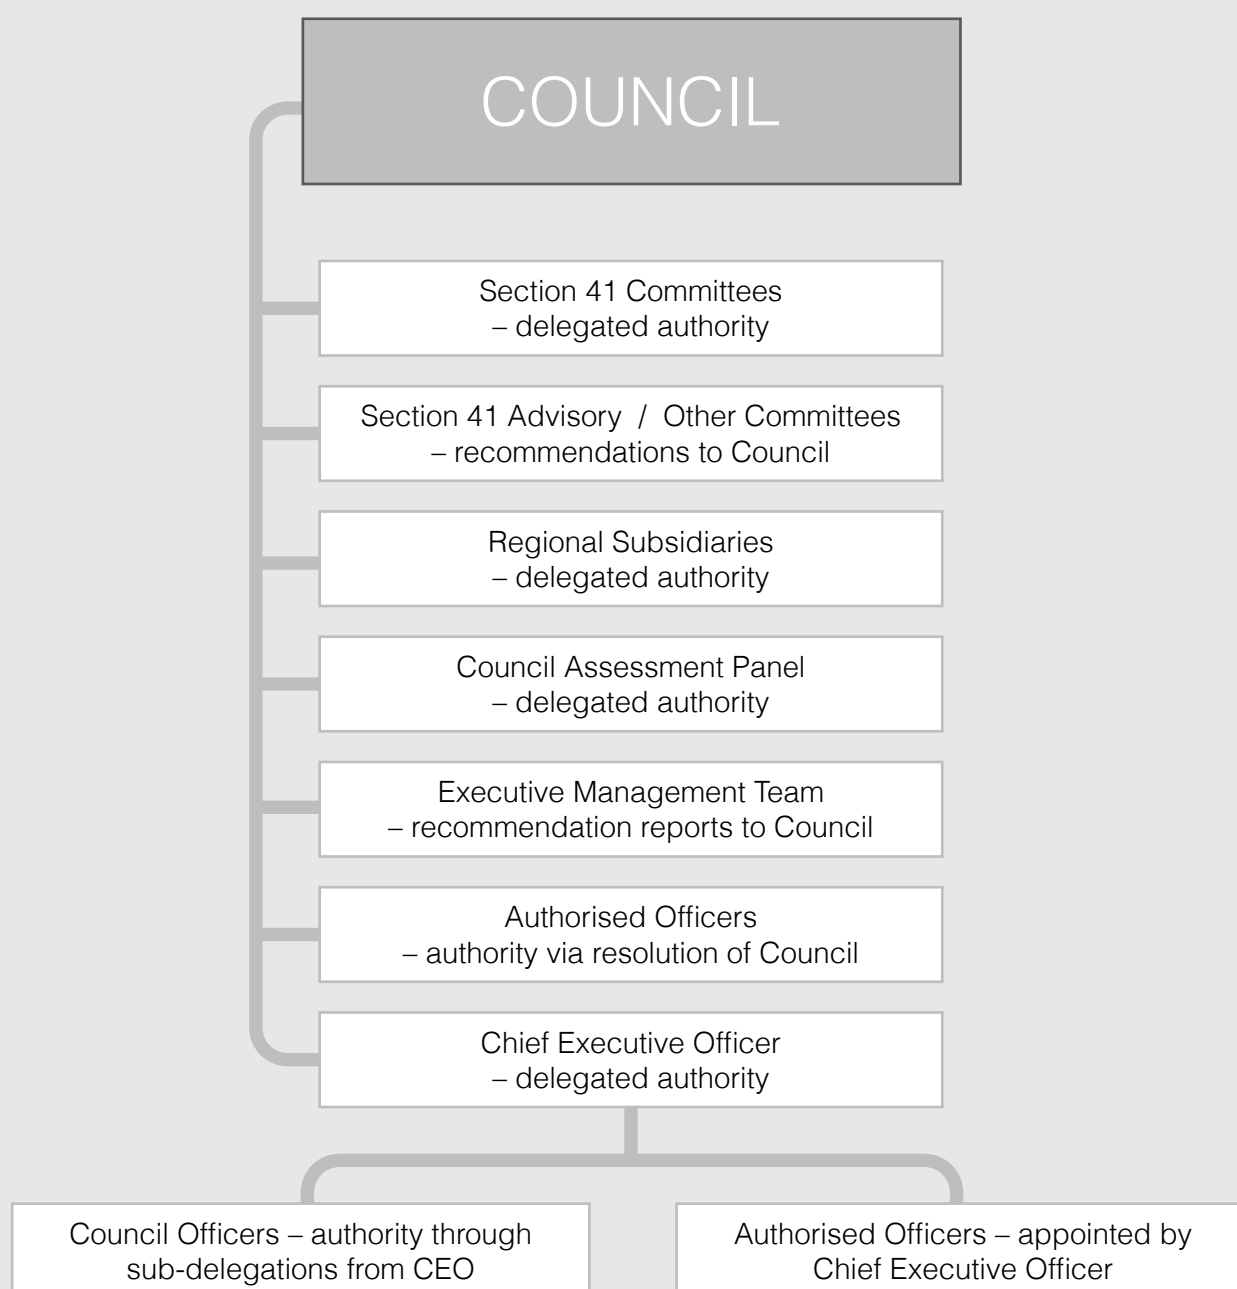 COUNCIL
Section 41 Committees
– delegated authority
Section 41 Advisory / Other Committees
– recommendations to Council
Regional Subsidiaries
– delegated authority
Council Assessment Panel
– delegated authority
Executive Management Team
– recommendation reports to Council
Authorised Officers
– authority via resolution of Council
Chief Executive Officer
– delegated authority
Council Officers – authority through
sub-delegations from CEO
Authorised Officers – appointed by
Chief Executive Officer